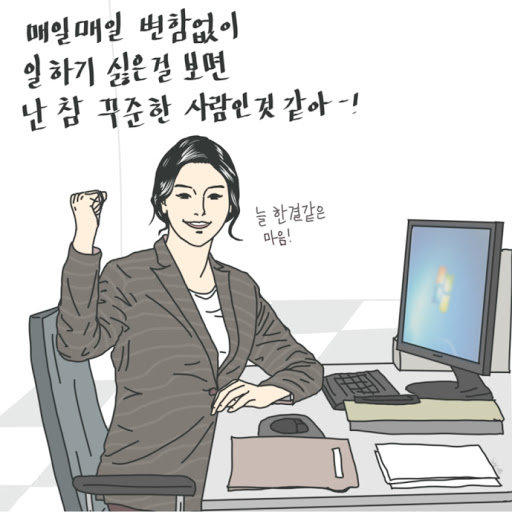 매일매일 변함없이
일하기 싫은걸 보면
난 참 꾸준한 사람인것 같아~!
늘 한결같은
마음!